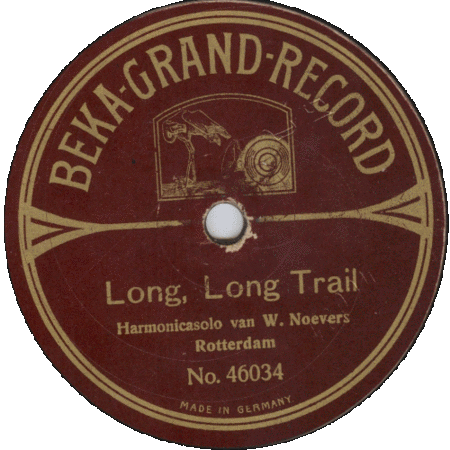 BEKA-GRAND-RECORD
Long, Long Trail
Harmonicasolo van W. Noevers
Rotterdam
No. 46034
MADE IN GERMANY